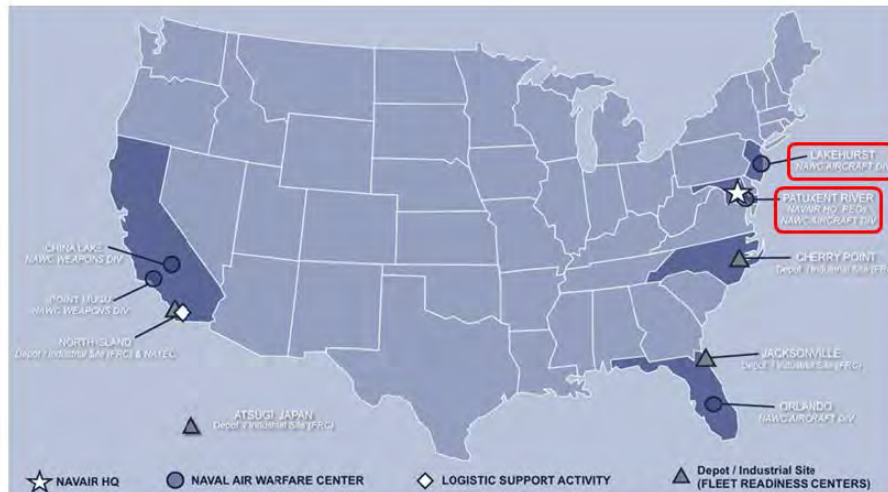 LAKEHURST
NAWC AIRCRAFT DIV
PATUXENT RIVER
NAVAIR HQ, PEOs
NAWC AIRCRAFT DIV
CHERRY POINT
Depot / Industrial Site (FRC)
JACKSONVILLE
Depot / Industrial Site (FRC)
ORLANDO
NAWC AIRCRAFT DIV
CHINA LAKE
NAWC WEAPONS DIV
POINT MUGU
NAWC WEAPONS DIV
NORTH ISLAND
Depot / Industrial Site (FRC) &
ATSUGI, JAPAN
Depot / Industrial Site (FRC)
NAVAIR HQ
NAVAL AIR WARFARE CENTER
LOGISTIC SUPPORT ACTIVITY
Depot / Industrial Site
(FLEET READINESS CENTERS)